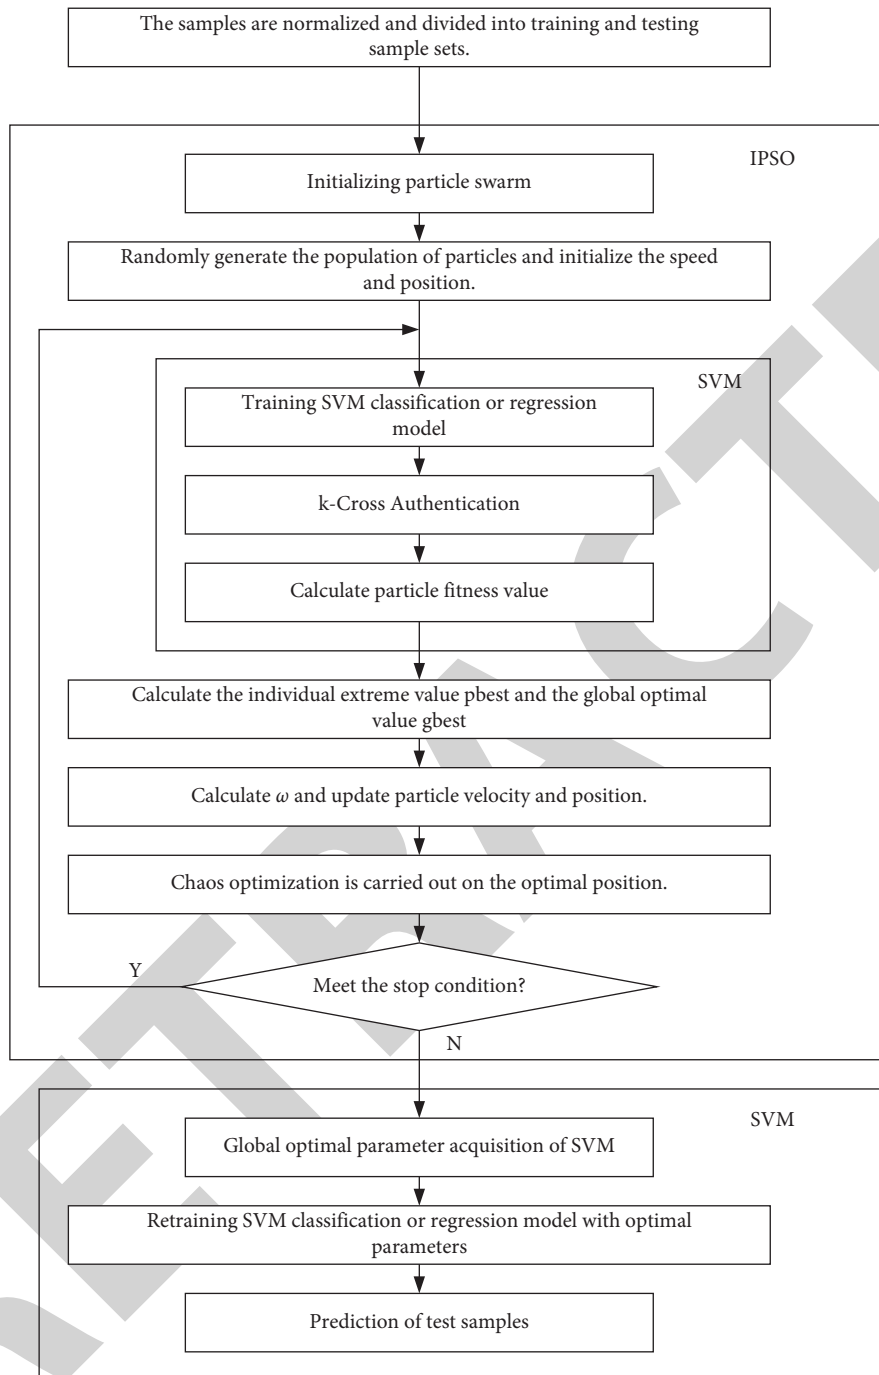 The samples are normalized and divided into training and testing
sample sets.
IPSO
Initializing particle swarm
Randomly generate the population of particles and initialize the speed
and position.
SVM
Training SVM classification or regression
model
k-Cross Authentication
Calculate particle fitness value
Calculate the individual extreme value pbest and the global optimal
value gbest
Calculate ω and update particle velocity and position.
Chaos optimization is carried out on the optimal position.
Y
Meet the stop condition?
N
SVM
Global optimal parameter acquisition of SVM
Retraining SVM classification or regression model with optimal
parameters
Prediction of test samples
RETRACTE